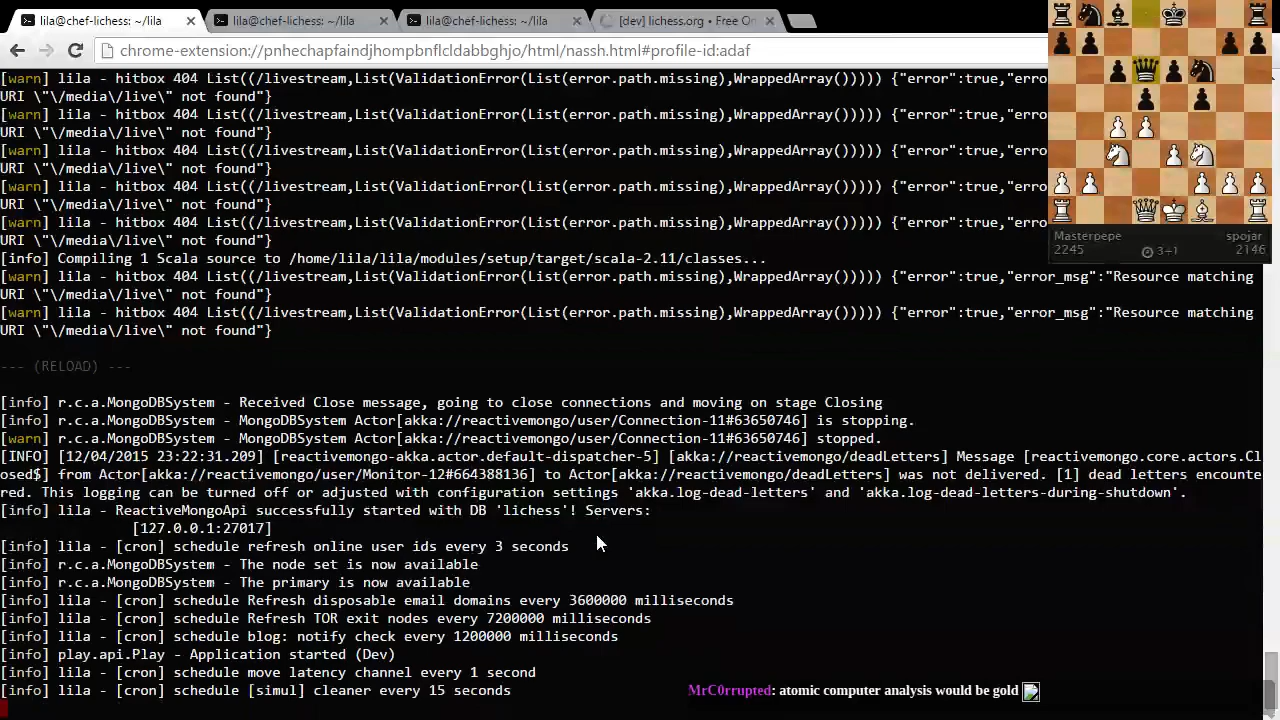 lila@chef-lichess: ~/lila
lila@chef-lichess: ~/lila
lila@chef-lichess: ~/lila
[dev] lichess.org • Free On
chrome-extension://pnhechapfaindjhompbnflcldabbghjo/html/nassh.html#profile-id:adaf
[warn] lila - hitbox 404 List((/livestream,List(ValidationError(List(error.path.missing),WrappedArray())))) {"error":true,"erro
URI \"\/media\/live\" not found"}
[warn] lila - hitbox 404 List((/livestream,List(ValidationError(List(error.path.missing),WrappedArray())))) {"error":true,"erro
URI \"\/media\/live\" not found"}
[warn] lila - hitbox 404 List((/livestream,List(ValidationError(List(error.path.missing),WrappedArray())))) {"error":true,"erro
URI \"\/media\/live\" not found"}
[warn] lila - hitbox 404 List((/livestream,List(ValidationError(List(error.path.missing),WrappedArray())))) {"error":true,"erro
URI \"\/media\/live\" not found"}
[warn] lila - hitbox 404 List((/livestream,List(ValidationError(List(error.path.missing),WrappedArray())))) {"error":true,"erro
URI \"\/media\/live\" not found"}
Masterpepe spojar
2245 3+1 2146
[info] Compiling 1 Scala source to /home/lila/lila/modules/setup/target/scala-2.11/classes...
[warn] lila - hitbox 404 List((/livestream,List(ValidationError(List(error.path.missing),WrappedArray())))) {"error":true,"error_msg":"Resource matching
URI \"\/media\/live\" not found"}
[warn] lila - hitbox 404 List((/livestream,List(ValidationError(List(error.path.missing),WrappedArray())))) {"error":true,"error_msg":"Resource matching
URI \"\/media\/live\" not found"}
--- (RELOAD) ---
[info] r.c.a.MongoDBSystem - Received Close message, going to close connections and moving on stage Closing
[info] r.c.a.MongoDBSystem - MongoDBSystem Actor[akka://reactivemongo/user/Connection-11#63650746] is stopping.
[warn] r.c.a.MongoDBSystem - MongoDBSystem Actor[akka://reactivemongo/user/Connection-11#63650746] stopped.
[INFO] [12/04/2015 23:22:31.209] [reactivemongo-akka.actor.default-dispatcher-5] [akka://reactivemongo/deadLetters] Message [reactivemongo.core.actors.Cl
osed$] from Actor[akka://reactivemongo/user/Monitor-12#664388136] to Actor[akka://reactivemongo/deadLetters] was not delivered. [1] dead letters encounte
red. This logging can be turned off or adjusted with configuration settings 'akka.log-dead-letters' and 'akka.log-dead-letters-during-shutdown'.
[info] lila - ReactiveMongoApi successfully started with DB 'lichess'! Servers:
[127.0.0.1:27017]
[info] lila - [cron] schedule refresh online user ids every 3 seconds
[info] r.c.a.MongoDBSystem - The node set is now available
[info] r.c.a.MongoDBSystem - The primary is now available
[info] lila - [cron] schedule Refresh disposable email domains every 3600000 milliseconds
[info] lila - [cron] schedule Refresh TOR exit nodes every 7200000 milliseconds
[info] lila - [cron] schedule blog: notify check every 1200000 milliseconds
[info] play.api.Play - Application started (Dev)
[info] lila - [cron] schedule move latency channel every 1 second
[info] lila - [cron] schedule [simul] cleaner every 15 seconds
MrC0rrupted: atomic computer analysis would be gold